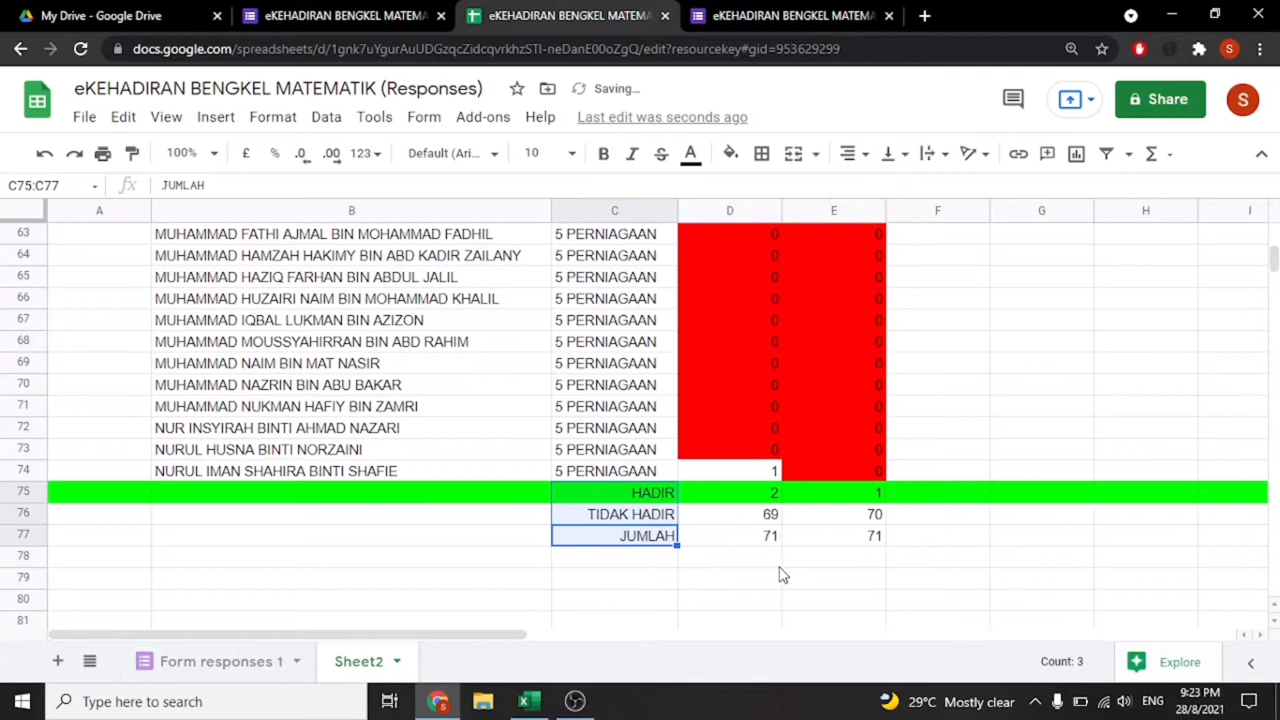 My Drive - Google Drive
eKEHADIRAN BENGKEL MATEMA
eKEHADIRAN BENGKEL MATEMA
eKEHADIRAN BENGKEL MATEMA
docs.google.com/spreadsheets/d/1gnk7uYgurAuUDGzqcZidcqvrkhzSTI-neDanE00oZgQ/edit?resourcekey#gid=953629299
S
eKEHADIRAN BENGKEL MATEMATIK (Responses)
Saving...
Share
S
File Edit View Insert Format Data Tools Form Add-ons Help Last edit was seconds ago
100% £ % .0 .00 123 Default (Ari... 10 B I S A Σ
C75:C77 fx JUMLAH
A B C D E F G H I
63 MUHAMMAD FATHI AJMAL BIN MOHAMMAD FADHIL 5 PERNIAGAAN 0 0
64 MUHAMMAD HAMZAH HAKIMY BIN ABD KADIR ZAILANY 5 PERNIAGAAN 0 0
65 MUHAMMAD HAZIQ FARHAN BIN ABDUL JALIL 5 PERNIAGAAN 0 0
66 MUHAMMAD HUZAIRI NAIM BIN MOHAMMAD KHALIL 5 PERNIAGAAN 0 0
67 MUHAMMAD IQBAL LUKMAN BIN AZIZON 5 PERNIAGAAN 0 0
68 MUHAMMAD MOUSSYAHIRRAN BIN ABD RAHIM 5 PERNIAGAAN 0 0
69 MUHAMMAD NAIM BIN MAT NASIR 5 PERNIAGAAN 0 0
70 MUHAMMAD NAZRIN BIN ABU BAKAR 5 PERNIAGAAN 0 0
71 MUHAMMAD NUKMAN HAFIY BIN ZAMRI 5 PERNIAGAAN 0 0
72 NUR INSYIRAH BINTI AHMAD NAZARI 5 PERNIAGAAN 0 0
73 NURUL HUSNA BINTI NORZAINI 5 PERNIAGAAN 0 0
74 NURUL IMAN SHAHIRA BINTI SHAFIE 5 PERNIAGAAN 1 0
75 HADIR 2 1
76 TIDAK HADIR 69 70
77 JUMLAH 71 71
78
79
80
81
Form responses 1 Sheet2 Count: 3 Explore
Type here to search 29°C Mostly clear ENG 9:23 PM
28/8/2021